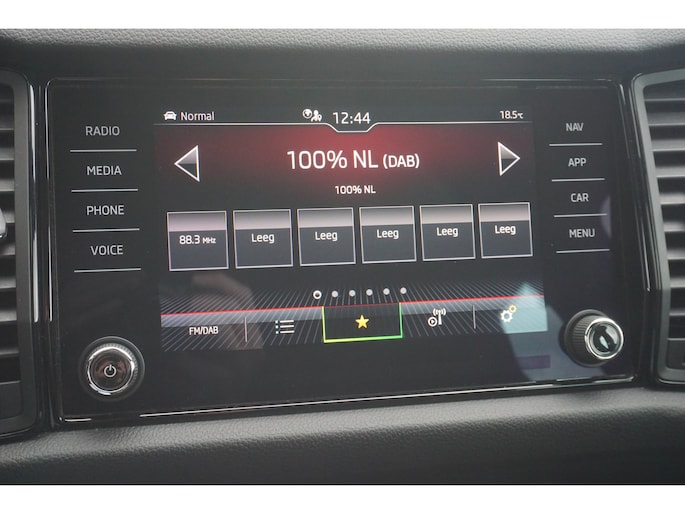 Normal 12:44 18.5°C
RADIO
MEDIA
PHONE
VOICE
100% NL (DAB)
100% NL
88.3 MHz Leeg Leeg Leeg Leeg Leeg
FM/DAB
NAV
APP
CAR
MENU